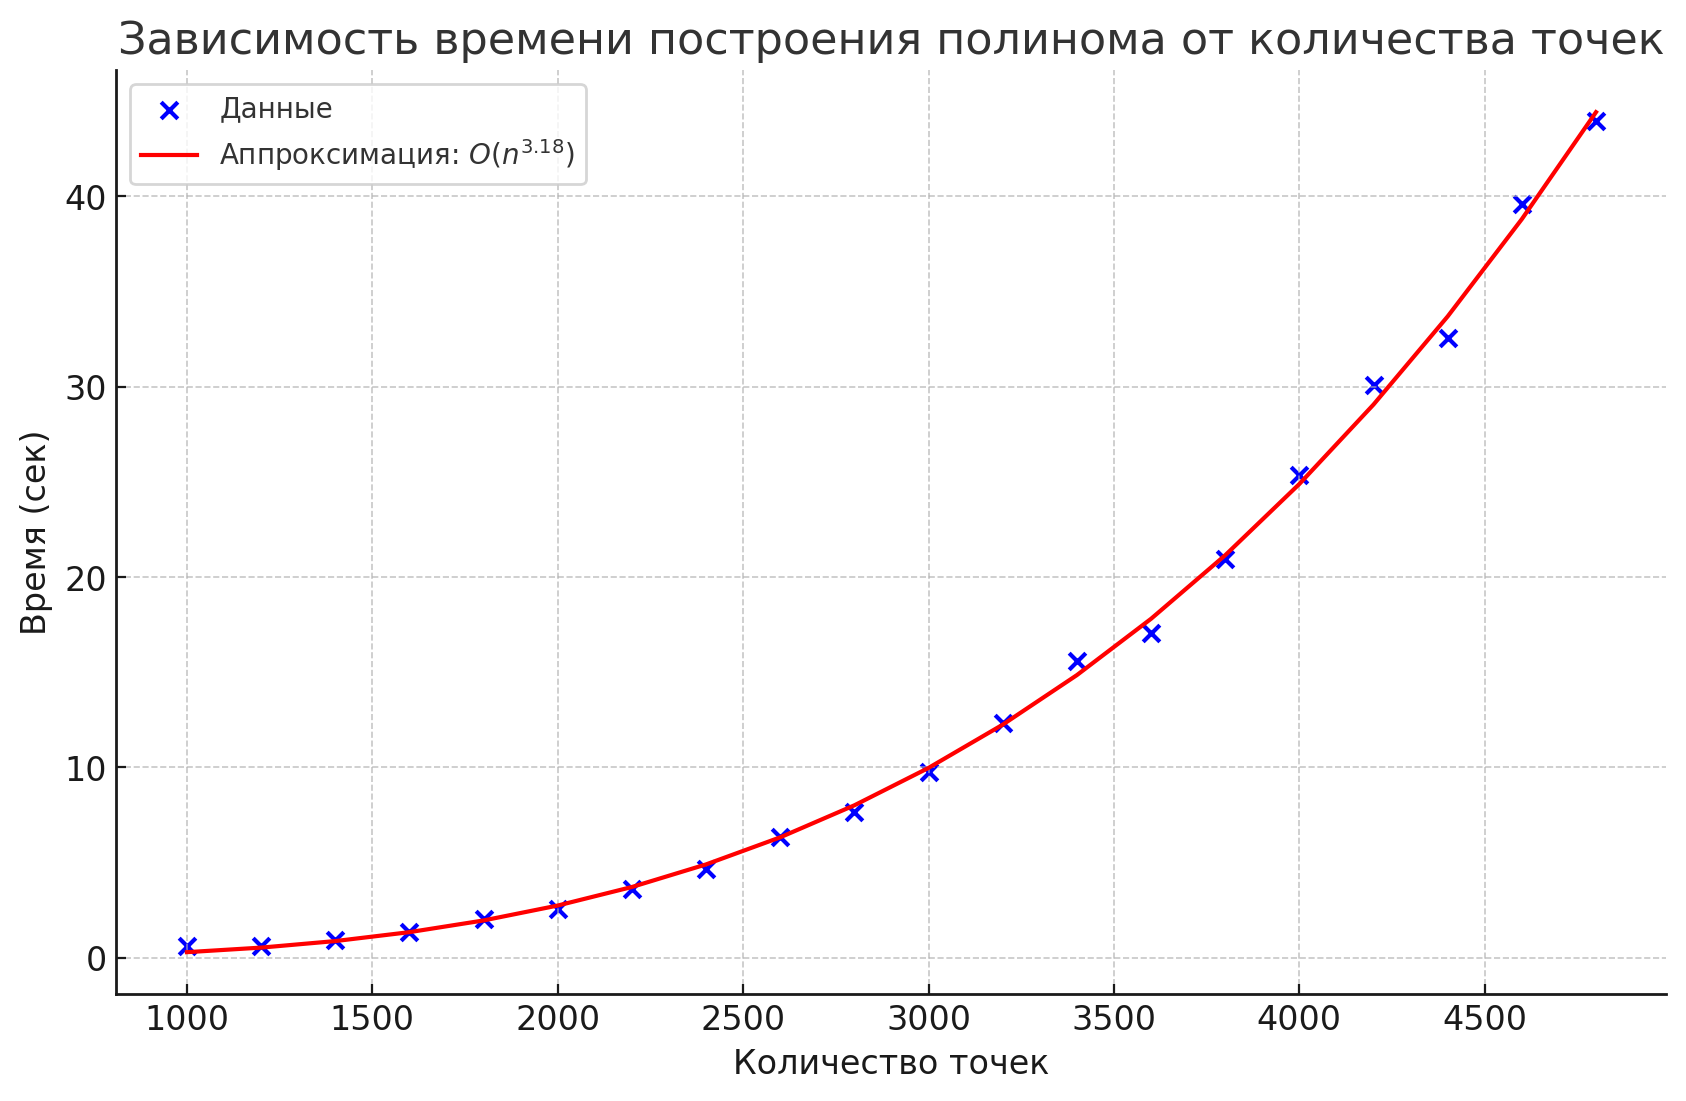 Зависимость времени построения полинома от количества точек
Данные
Аппроксимация: O(n^3.18)
40
30
20
10
0
Время (сек)
1000 1500 2000 2500 3000 3500 4000 4500
Количество точек